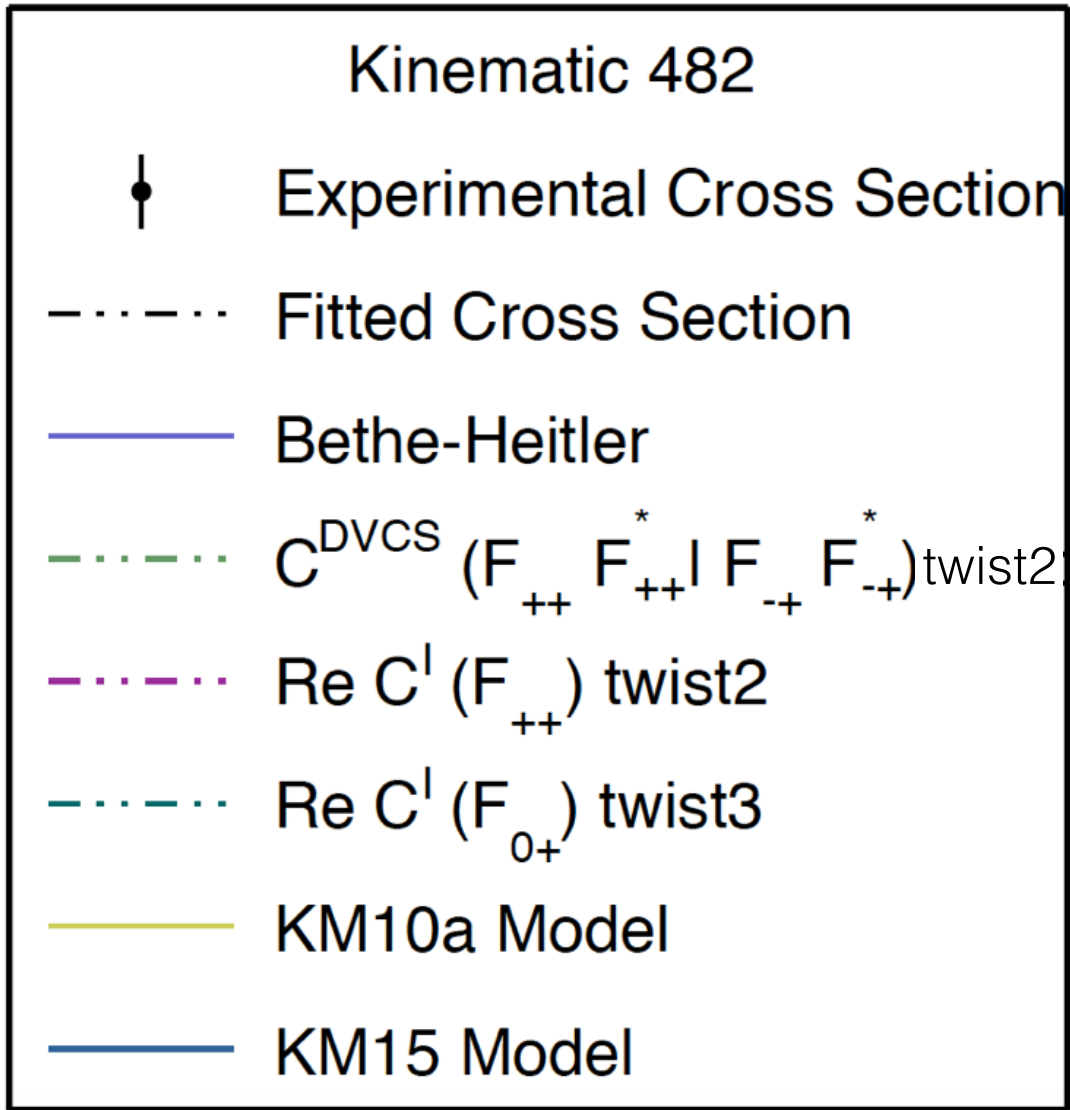 Kinematic 482
Experimental Cross Section
Fitted Cross Section
Bethe-Heitler
C^DVCS (F_++ F^*_++| F_-+ F^*_-+)twist2
Re C^I (F_++) twist2
Re C^I (F_0+) twist3
KM10a Model
KM15 Model